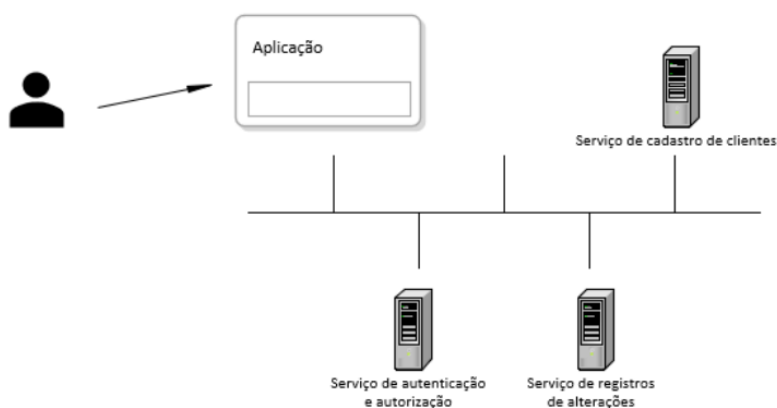 Aplicação
Serviço de cadastro de clientes
Serviço de autenticação
e autorização
Serviço de registros
de alterações